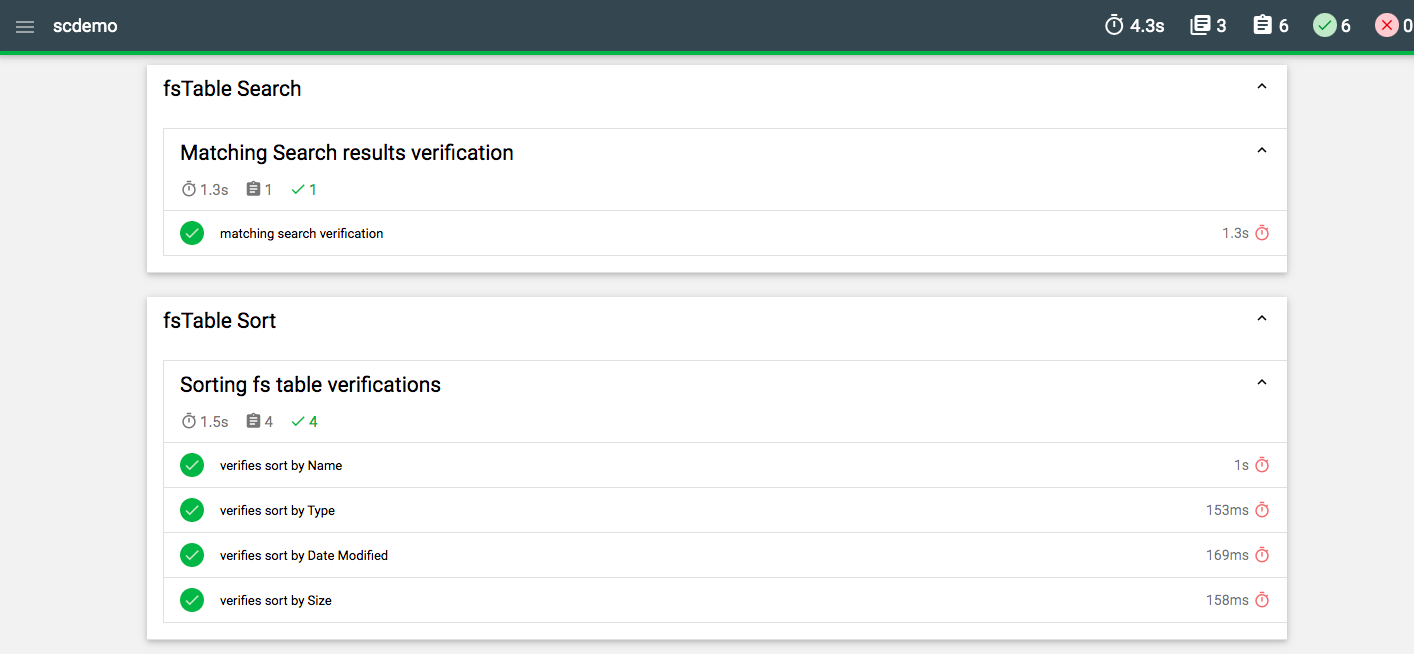 scdemo 4.3s 3 6 6 0
fsTable Search
Matching Search results verification
1.3s 1 1
matching search verification 1.3s
fsTable Sort
Sorting fs table verifications
1.5s 4 4
verifies sort by Name 1s
verifies sort by Type 153ms
verifies sort by Date Modified 169ms
verifies sort by Size 158ms